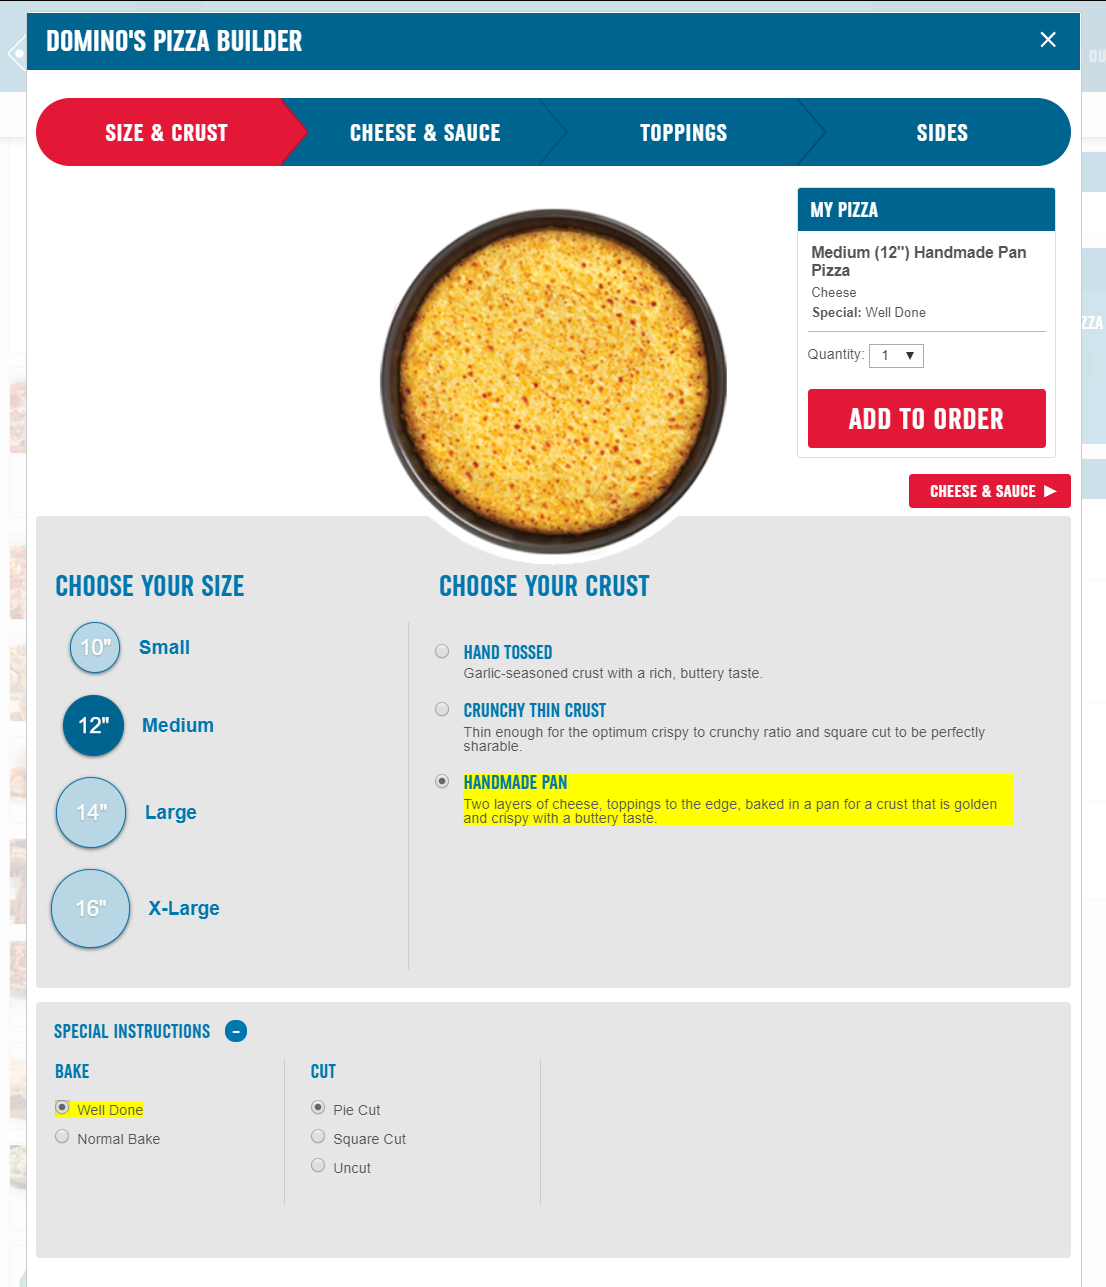 DOMINO'S PIZZA BUILDER
OU
SIZE & CRUST
CHEESE & SAUCE
TOPPINGS
SIDES
MY PIZZA
Medium (12") Handmade Pan
Pizza
Cheese
Special: Well Done
ZZA
Quantity: 1
ADD TO ORDER
CHEESE & SAUCE
CHOOSE YOUR SIZE
10" Small
12" Medium
14" Large
16" X-Large
CHOOSE YOUR CRUST
HAND TOSSED
Garlic-seasoned crust with a rich, buttery taste.
CRUNCHY THIN CRUST
Thin enough for the optimum crispy to crunchy ratio and square cut to be perfectly
sharable.
HANDMADE PAN
Two layers of cheese, toppings to the edge, baked in a pan for a crust that is golden
and crispy with a buttery taste.
SPECIAL INSTRUCTIONS
BAKE
Well Done
Normal Bake
CUT
Pie Cut
Square Cut
Uncut